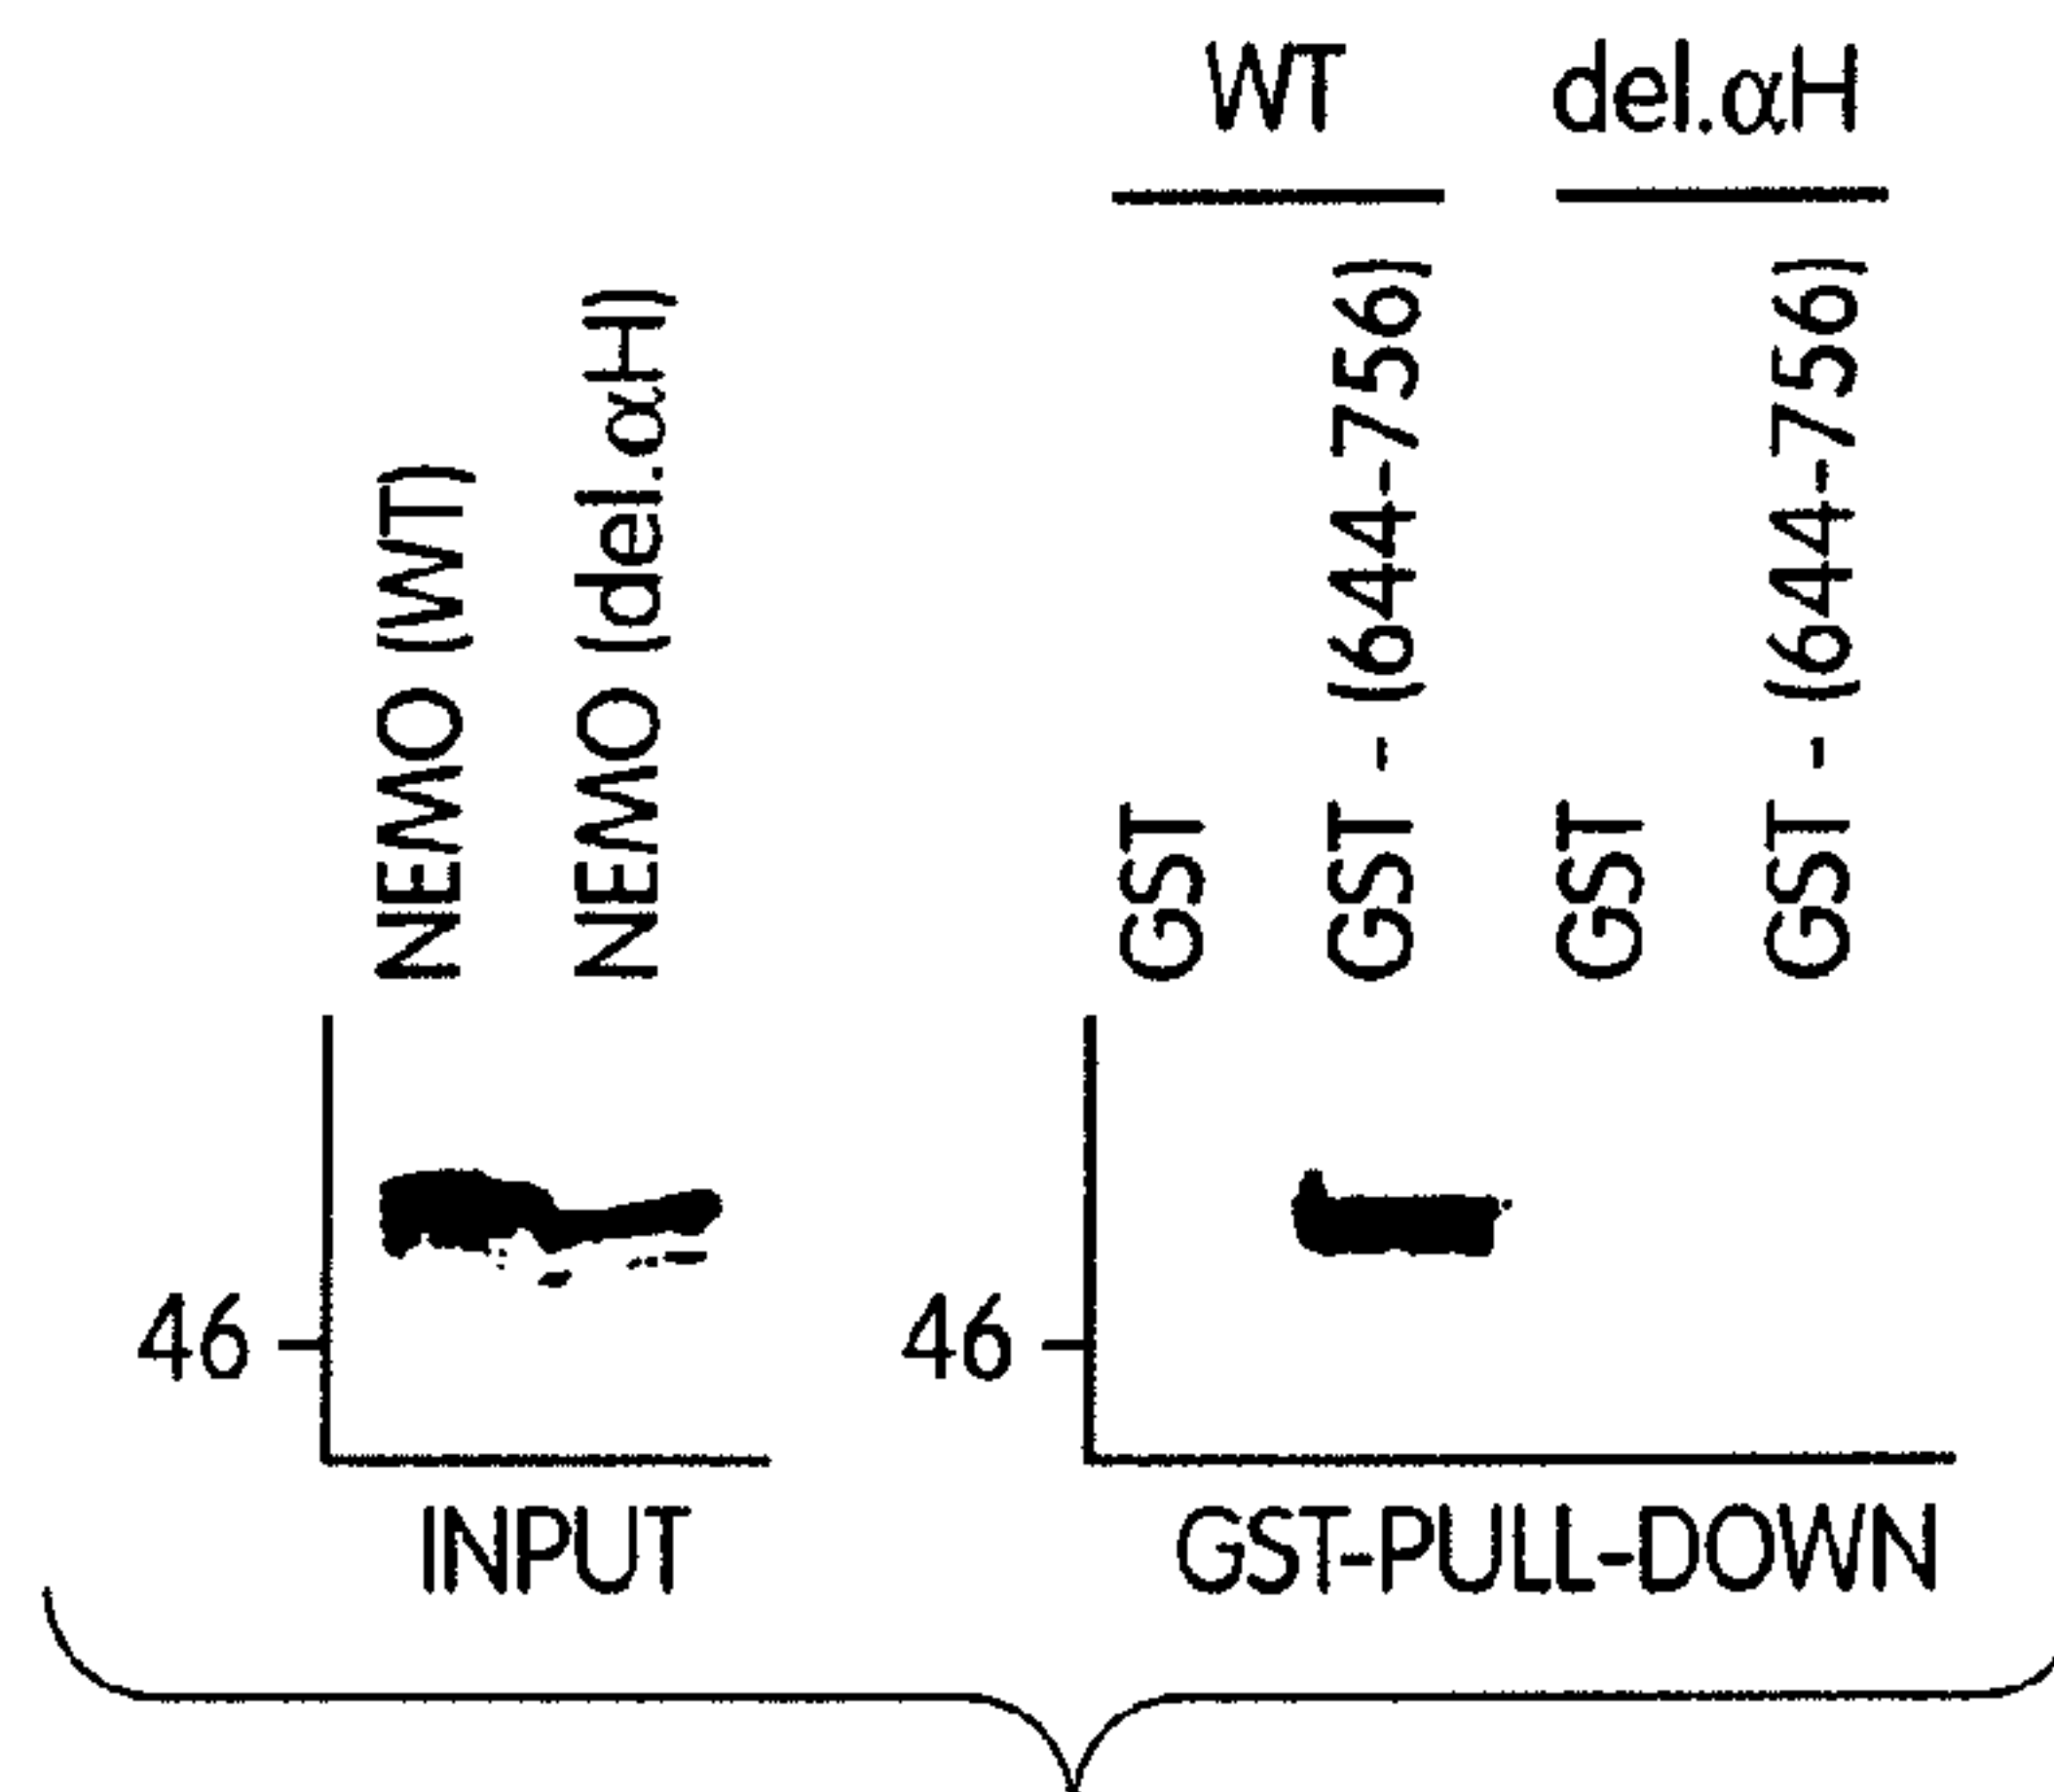 WT
del.αH
NEMO (WT)
NEMO (del.αH)
GST
GST - (644-756)
GST
GST - (644-756)
46
46
INPUT
GST-PULL-DOWN